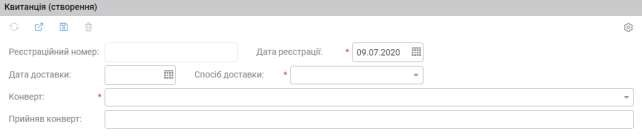 Квитанція (створення)
Реєстраційний номер: Дата реєстрації: * 09.07.2020
Дата доставки: Спосіб доставки: *
Конверт: *
Прийняв конверт: